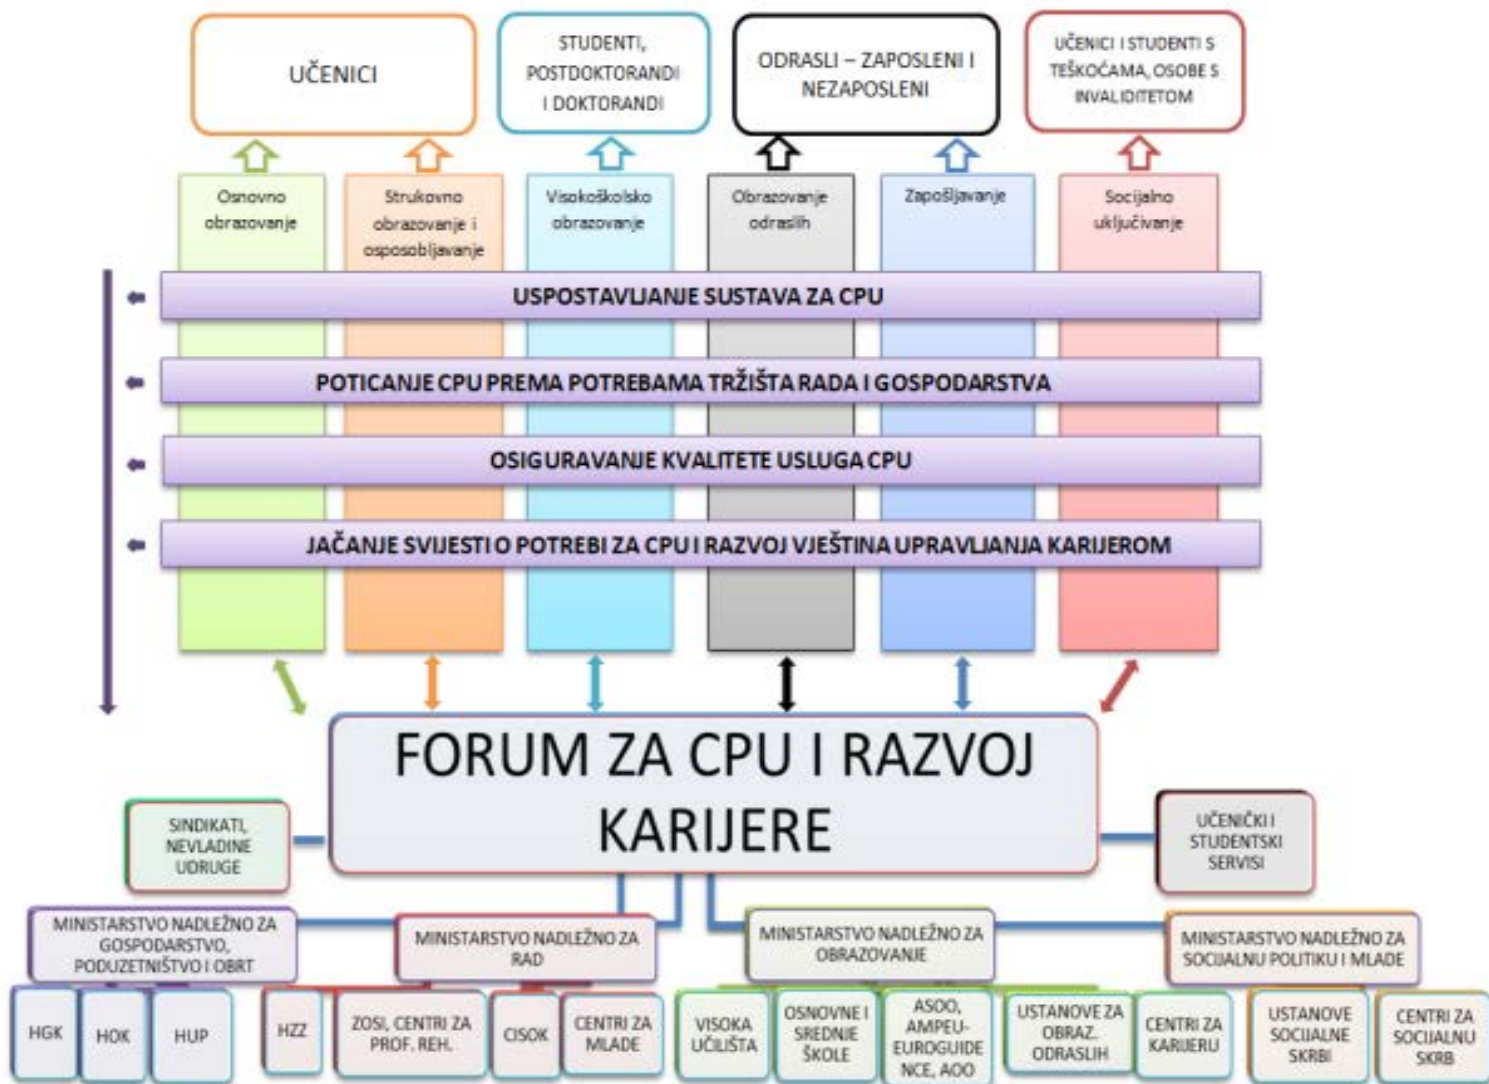 UČENICI
STUDENTI,
POSTDOKTORANDI
I DOKTORANDI
ODRASLI – ZAPOSLENI I
NEZAPOSLENI
UČENICI I STUDENTI S
TEŠKOĆAMA, OSOBE S
INVALIDITETOM
Osnovno
obrazovanje
Strukovno
obrazovanje i
osposobljavanje
Visokoškolsko
obrazovanje
Obrazovanje
odraslih
Zapošljavanje
Socijalno
uključivanje
USPOSTAVLJANJE SUSTAVA ZA CPU
POTICANJE CPU PREMA POTREBAMA TRŽIŠTA RADA I GOSPODARSTVA
OSIGURAVANJE KVALITETE USLUGA CPU
JAČANJE SVIJESTI O POTREBI ZA CPU I RAZVOJ VJEŠTINA UPRAVLJANJA KARIJEROM
FORUM ZA CPU I RAZVOJ
KARIJERE
SINDIKATI,
NEVLADINE
UDRUGE
UČENIČKI I
STUDENTSKI
SERVISI
MINISTARSTVO NADLEŽNO ZA
GOSPODARSTVO,
PODUZETNIŠTVO I OBRT
MINISTARSTVO NADLEŽNO ZA
RAD
MINISTARSTVO NADLEŽNO ZA
OBRAZOVANJE
MINISTARSTVO NADLEŽNO ZA
SOCIJALNU POLITIKU I MLADE
HGK
HOK
HUP
HZZ
ZOSI, CENTRI ZA
PROF. REH.
CISOK
CENTRI ZA
MLADE
VISOKA
UČILIŠTA
OSNOVNE I
SREDNJE
ŠKOLE
ASOO,
AMPEU-
EUROGUIDE
NCE, AOO
USTANOVE ZA
OBRAZ.
ODRASLIH
CENTRI ZA
KARIJERU
USTANOVE
SOCIJALNE
SKRBI
CENTRI ZA
SOCIJALNU
SKRB